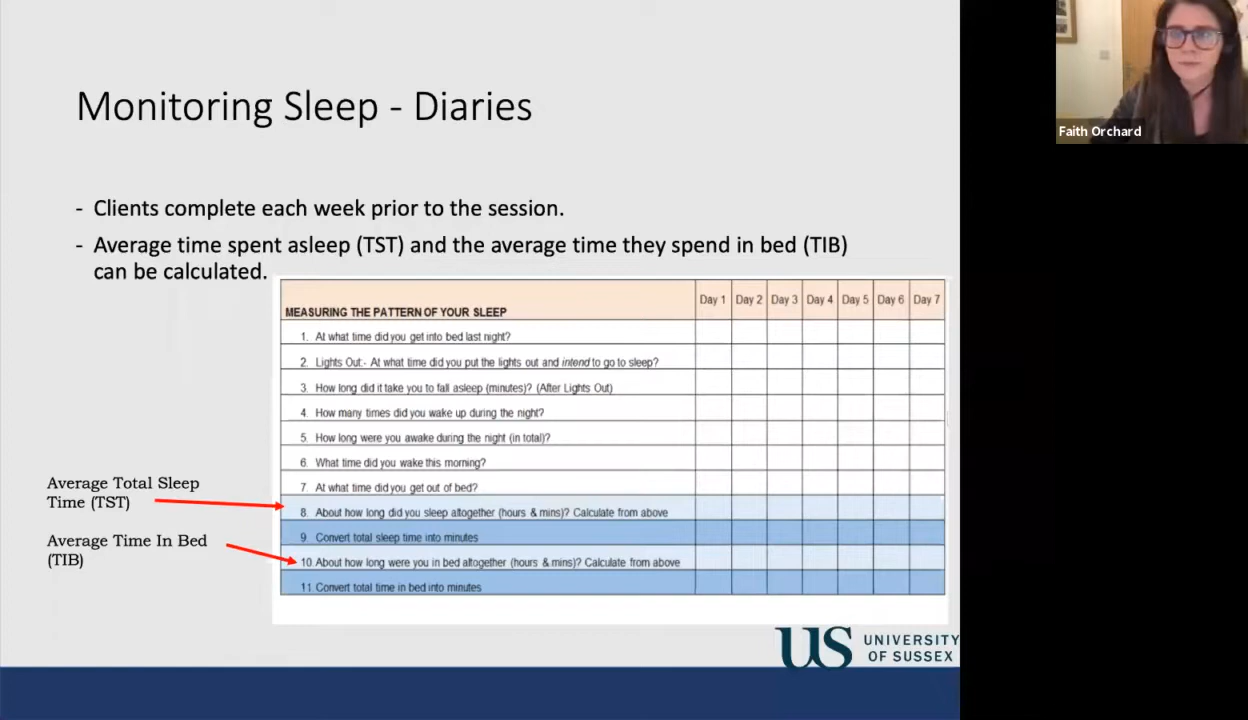 Monitoring Sleep - Diaries
Faith Orchard
- Clients complete each week prior to the session.
- Average time spent asleep (TST) and the average time they spend in bed (TIB)
can be calculated.
MEASURING THE PATTERN OF YOUR SLEEP Day 1 Day 2 Day 3 Day 4 Day 5 Day 6 Day 7
1. At what time did you get into bed last night?
2. Lights Out:- At what time did you put the lights out and intend to go to sleep?
3. How long did it take you to fall asleep (minutes)? (After Lights Out)
4. How many times did you wake up during the night?
5. How long were you awake during the night (in total)?
6. What time did you wake this morning?
7. At what time did you get out of bed?
8. About how long did you sleep altogether (hours & mins)? Calculate from above
9. Convert total sleep time into minutes
10. About how long were you in bed altogether (hours & mins)? Calculate from above
11 Convert total time in bed into minutes
Average Total Sleep
Time (TST)
Average Time In Bed
(TIB)
US UNIVERSITY
OF SUSSEX